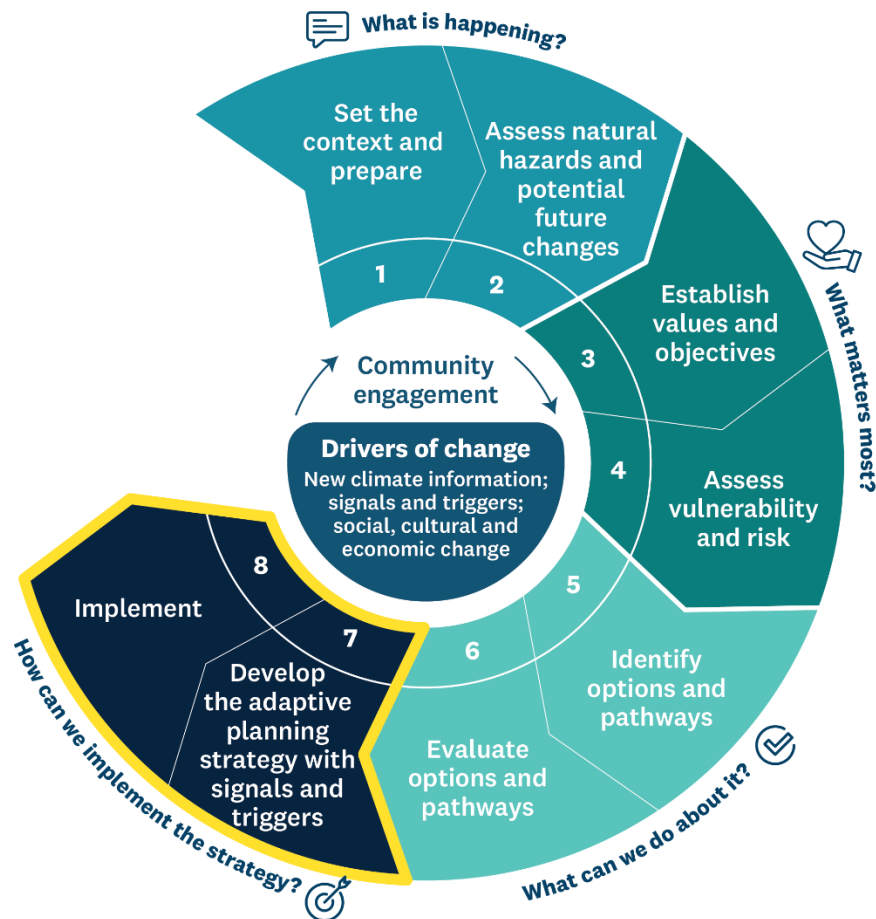 What is happening?
Set the
context and
prepare
1
Assess natural
hazards and
potential
future
changes
2
What matters most?
Establish
values and
objectives
3
Assess
vulnerability
and risk
4
What can we do about it?
Identify
options and
pathways
5
Evaluate
options and
pathways
6
How can we implement the strategy?
Develop
the adaptive
planning
strategy with
signals and
triggers
7
Implement
8
Community
engagement
Drivers of change
New climate information;
signals and triggers;
social, cultural and
economic change